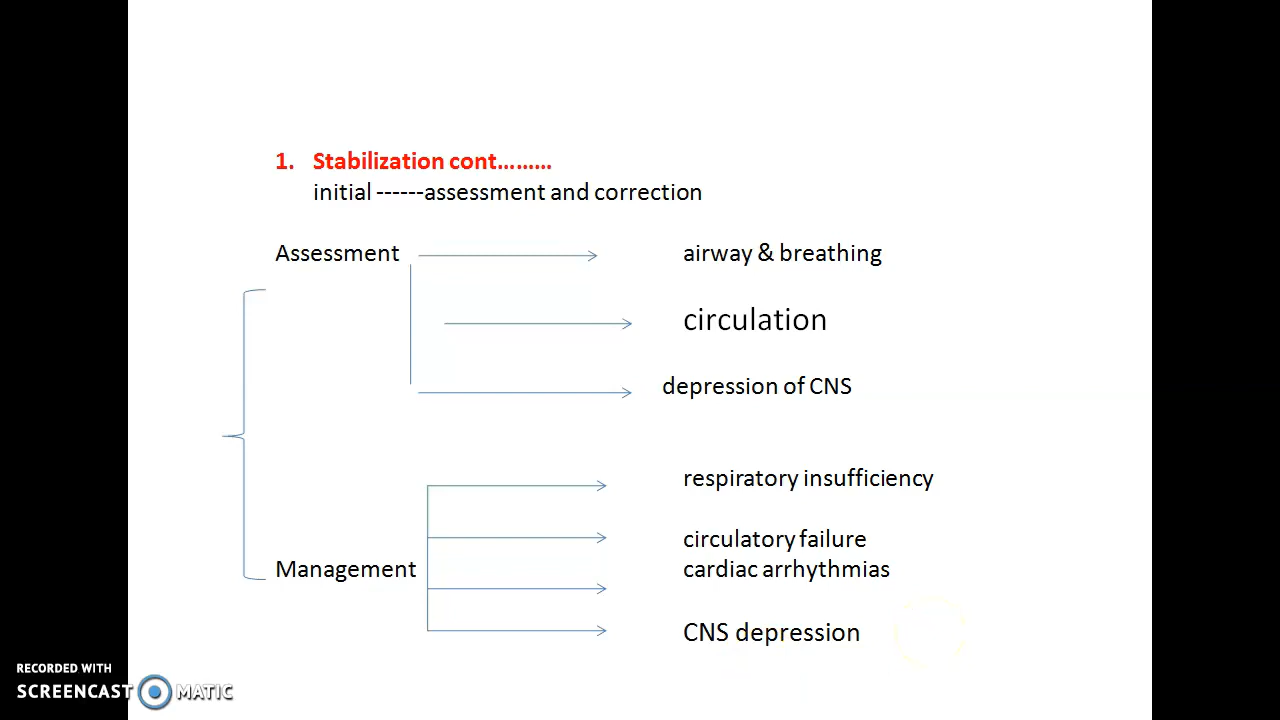 1. Stabilization cont.........
initial ------assessment and correction
Assessment
airway & breathing
circulation
depression of CNS
respiratory insufficiency
circulatory failure
Management
cardiac arrhythmias
CNS depression
RECORDED WITH
SCREENCAST MATIC